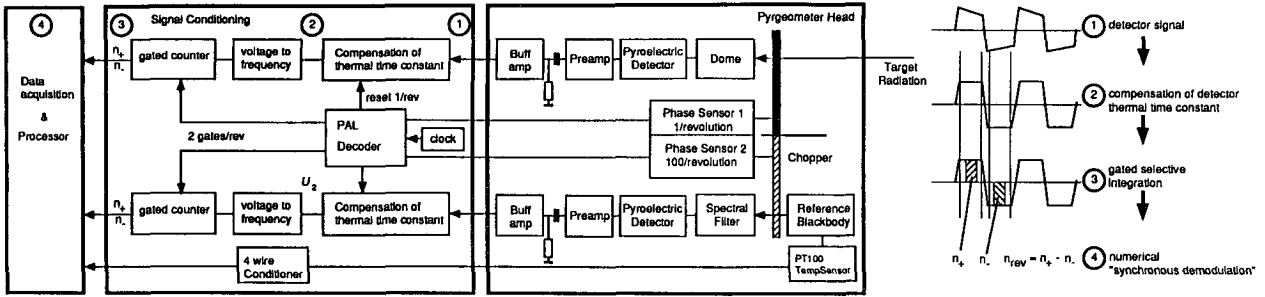 4
Data
acquisition
&
Processor
3
Signal Conditioning
2
1
n+
n-
gated counter
voltage to
frequency
Compensation of
thermal time constant
reset 1/rev
2 gates/rev
PAL
Decoder
clock
U2
n+
n-
gated counter
voltage to
frequency
Compensation of
thermal time constant
4 wire
Conditioner
Pyrgeometer Head
Buff
amp
Preamp
Pyroelectric
Detector
Dome
Target
Radiation
Phase Sensor 1
1/revolution
Phase Sensor 2
100/revolution
Chopper
Buff
amp
Preamp
Pyroelectric
Detector
Spectral
Filter
Reference
Blackbody
PT100
TempSensor
1 detector signal
2 compensation of detector
thermal time constant
3 gated selective
integration
n+ n- nrev = n+ - n-
4 numerical
"synchronous demodulation"